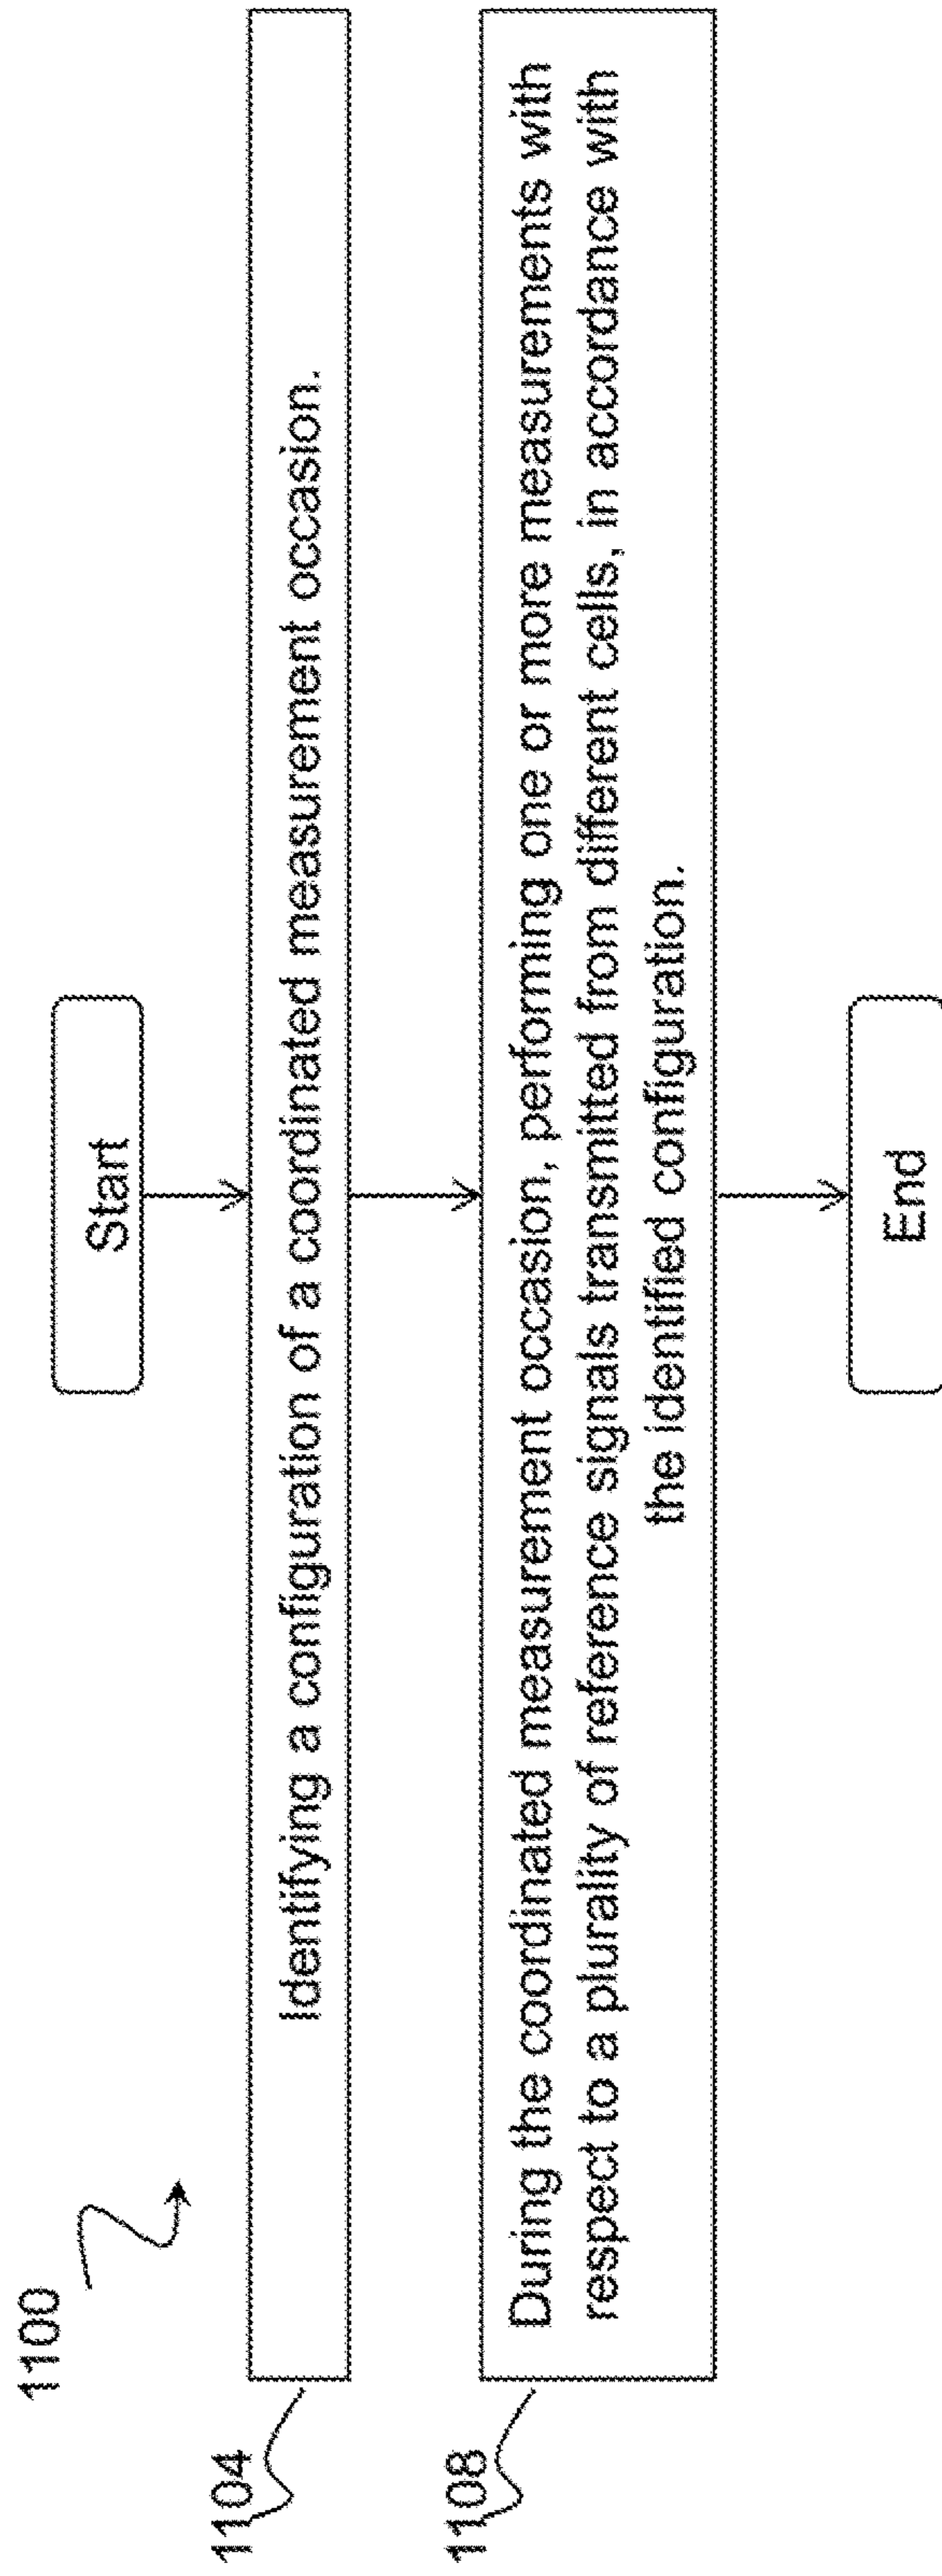 1100
Start
1104
Identifying a configuration of a coordinated measurement occasion.
1108
During the coordinated measurement occasion, performing one or more measurements with
respect to a plurality of reference signals transmitted from different cells, in accordance with
the identified configuration.
End